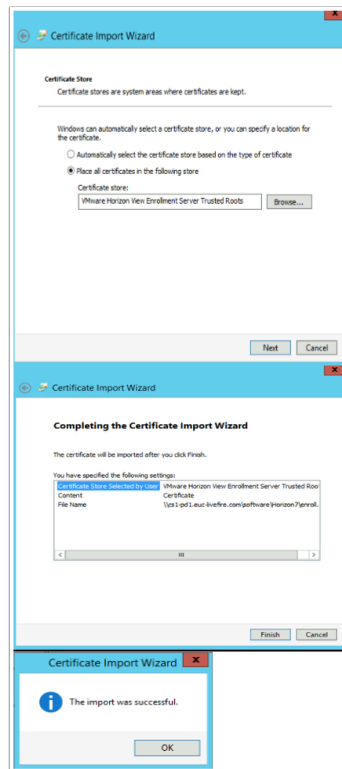 Certificate Import Wizard
Certificate Store
Certificate stores are system areas where certificates are kept.
Windows can automatically select a certificate store, or you can specify a location for
the certificate.
Automatically select the certificate store based on the type of certificate
Place all certificates in the following store
Certificate store:
VMware Horizon View Enrollment Server Trusted Roots
Browse...
Next
Cancel
Certificate Import Wizard
Completing the Certificate Import Wizard
The certificate will be imported after you click Finish.
You have specified the following settings:
Certificate Store Selected by User VMware Horizon View Enrollment Server Trusted Roo
Content Certificate
File Name \\cs1-pd1.euc-livefire.com\software\Horizon7\enroll.
Finish
Cancel
Certificate Import Wizard
The import was successful.
OK